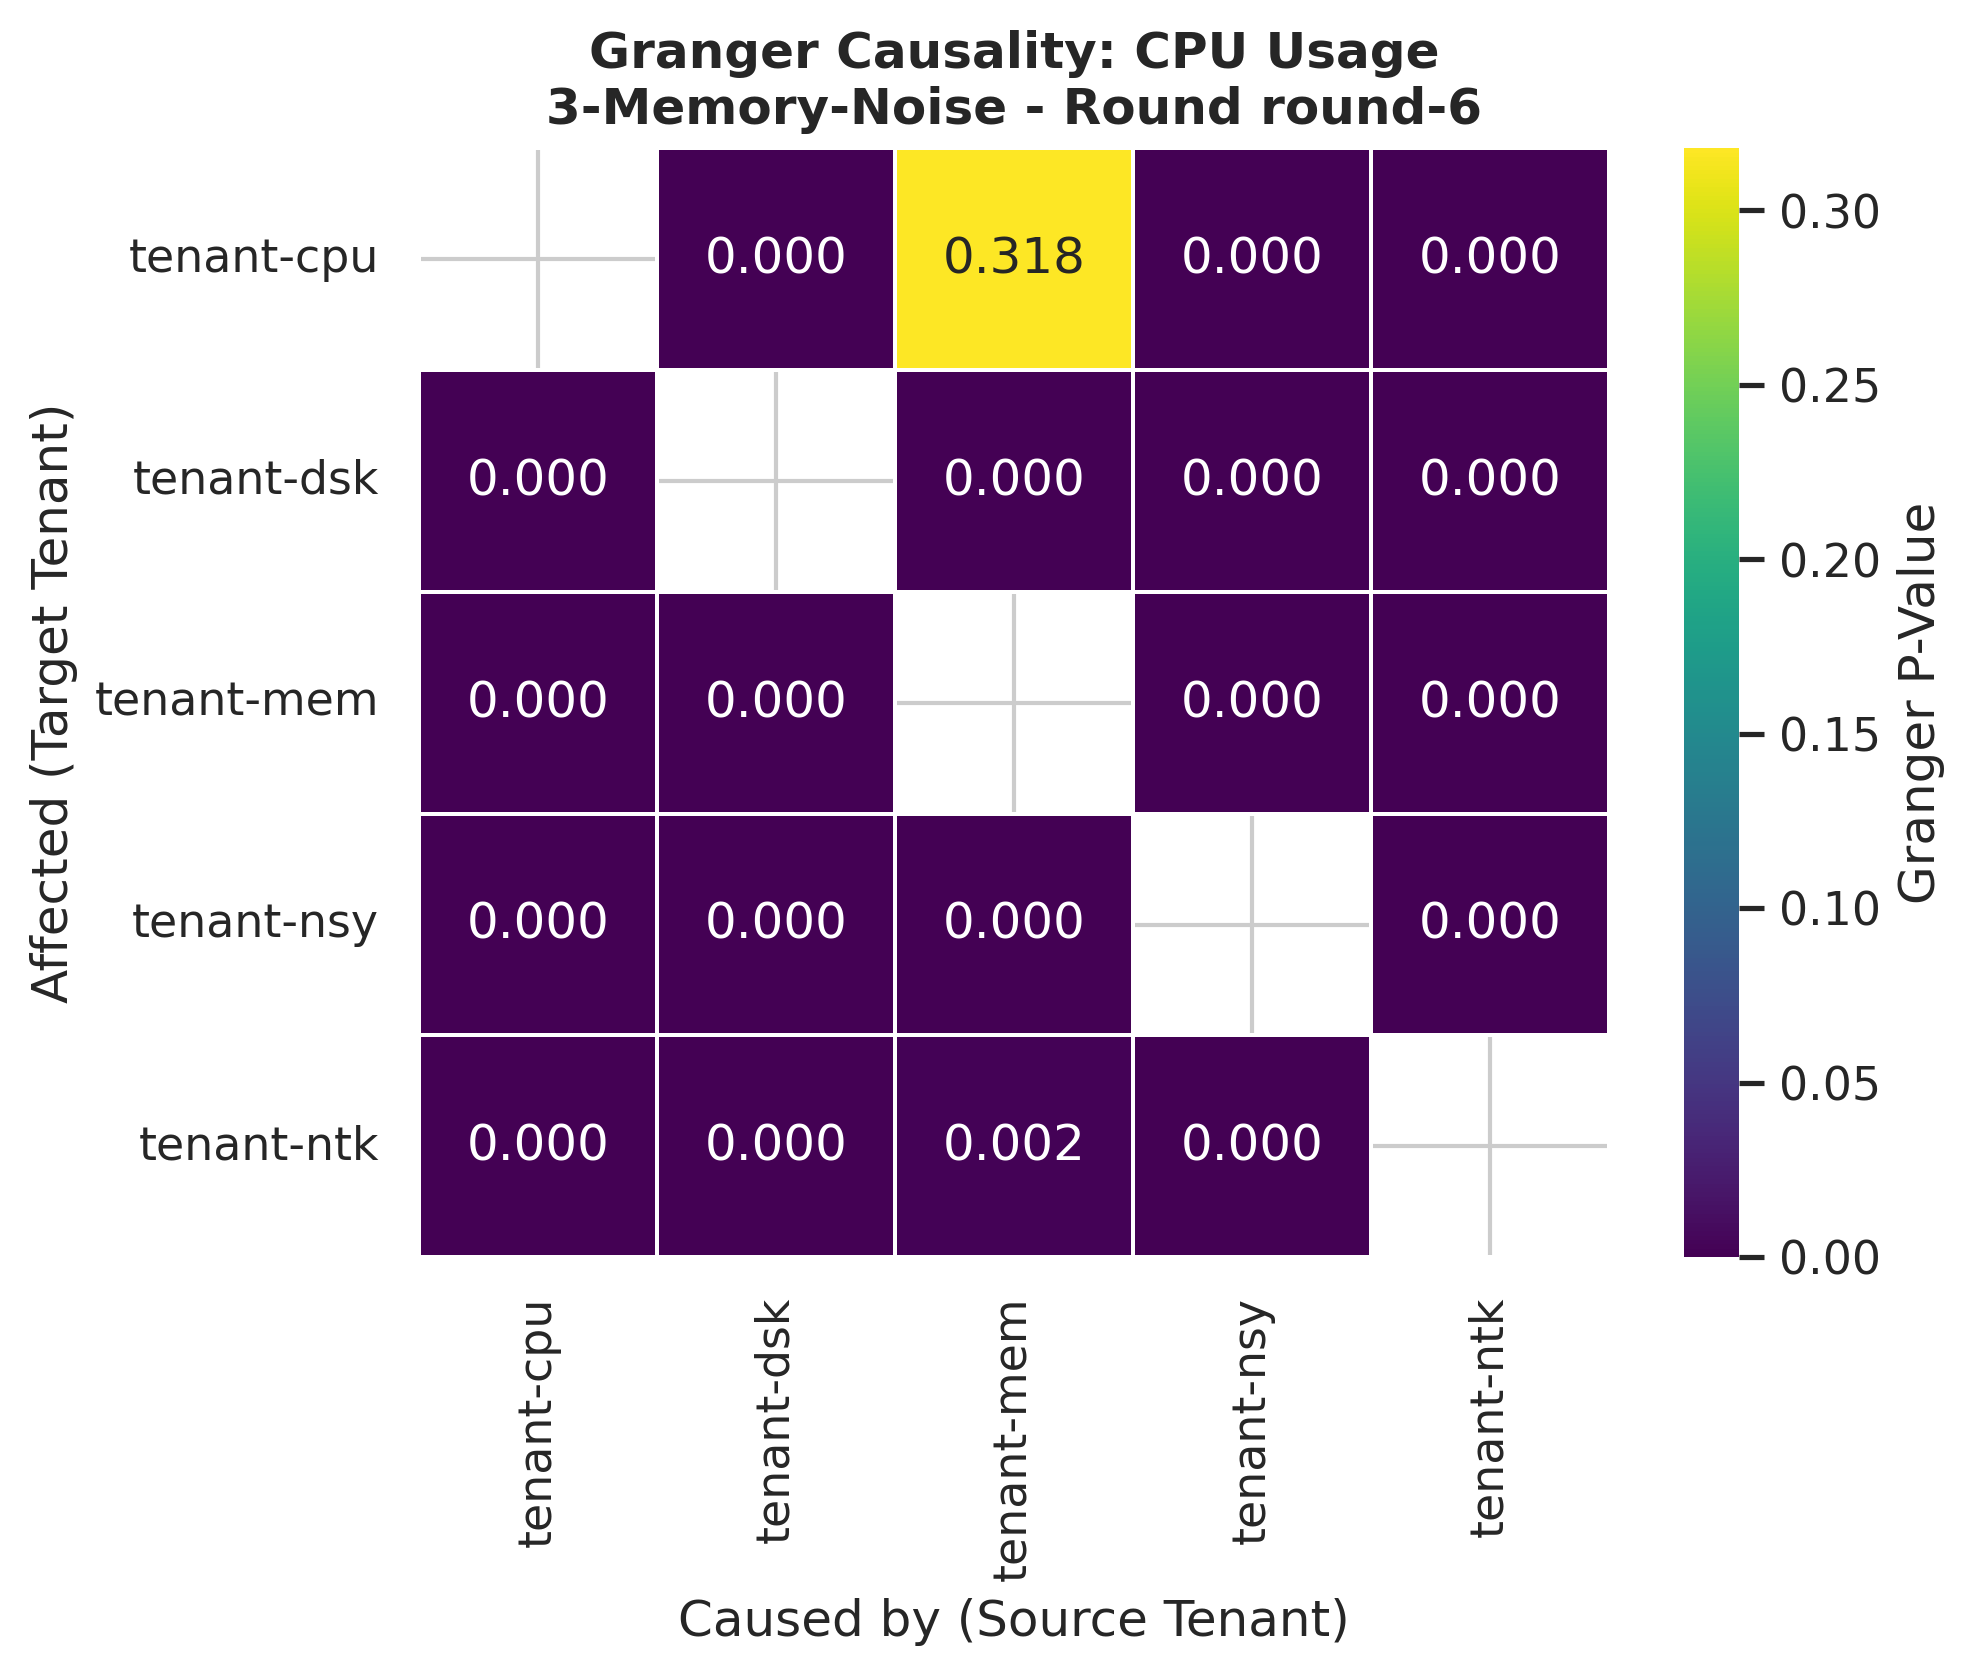 Granger Causality: CPU Usage
3-Memory-Noise - Round round-6
Affected (Target Tenant)
tenant-cpu 0.000 0.318 0.000 0.000
tenant-dsk 0.000 0.000 0.000 0.000
tenant-mem 0.000 0.000 0.000 0.000
tenant-nsy 0.000 0.000 0.000 0.000
tenant-ntk 0.000 0.000 0.002 0.000
tenant-cpu
tenant-dsk
tenant-mem
tenant-nsy
tenant-ntk
Caused by (Source Tenant)
0.30
0.25
0.20
0.15
0.10
0.05
0.00
Granger P-Value